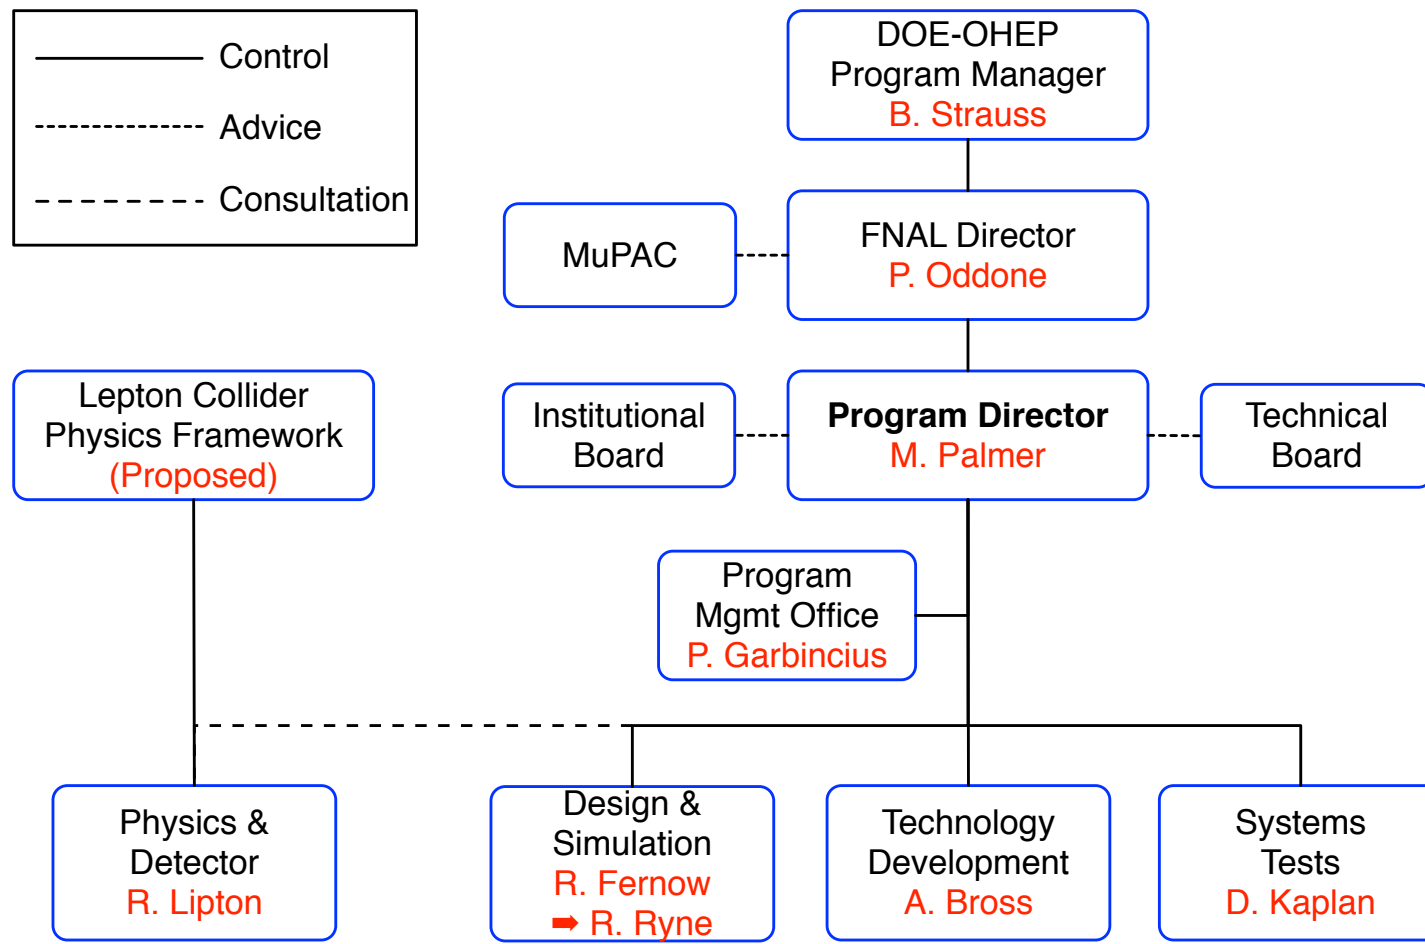 Control
Advice
Consultation
DOE-OHEP
Program Manager
B. Strauss
MuPAC
FNAL Director
P. Oddone
Lepton Collider
Physics Framework
(Proposed)
Institutional
Board
Program Director
M. Palmer
Technical
Board
Program
Mgmt Office
P. Garbincius
Physics &
Detector
R. Lipton
Design &
Simulation
R. Fernow
➡ R. Ryne
Technology
Development
A. Bross
Systems
Tests
D. Kaplan